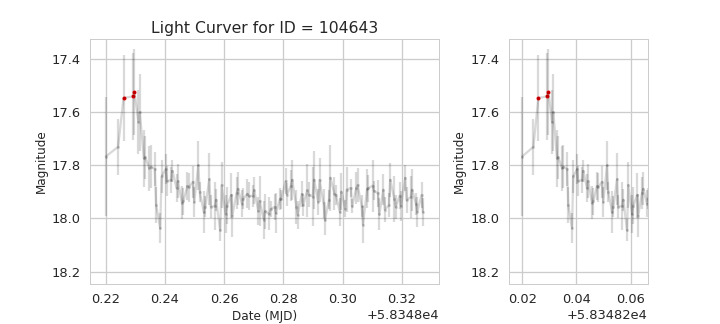 Light Curver for ID = 104643
Magnitude
17.4
17.6
17.8
18.0
18.2
0.22 0.24 0.26 0.28 0.30 0.32
Date (MJD)
+5.8348e4
Magnitude
17.4
17.6
17.8
18.0
18.2
0.02 0.04 0.06
+5.83482e4